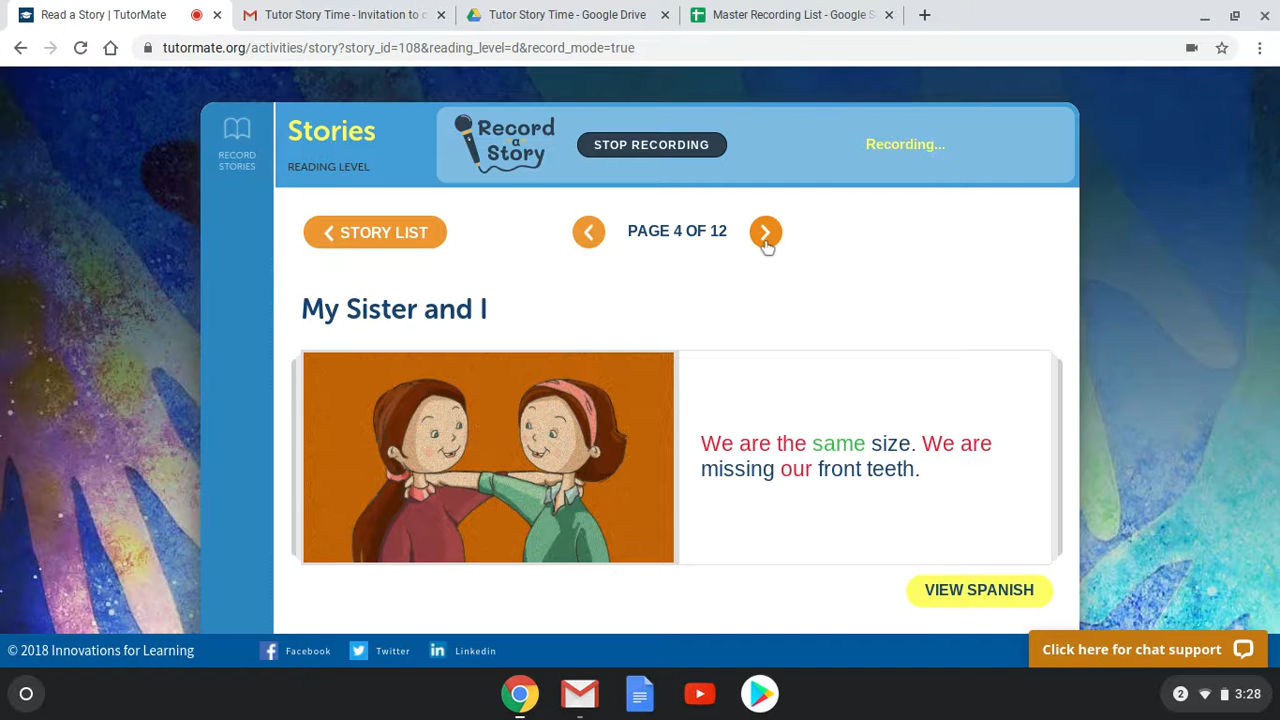 Read a Story | TutorMate
Tutor Story Time - Invitation to c
Tutor Story Time - Google Drive
Master Recording List - Google S
tutormate.org/activities/story?story_id=108&reading_level=d&record_mode=true
RECORD
STORIES
Stories
READING LEVEL
Record
a
Story
STOP RECORDING
Recording...
STORY LIST
PAGE 4 OF 12
My Sister and I
We are the same size. We are
missing our front teeth.
VIEW SPANISH
© 2018 Innovations for Learning
Facebook
Twitter
Linkedin
Click here for chat support
2
3:28